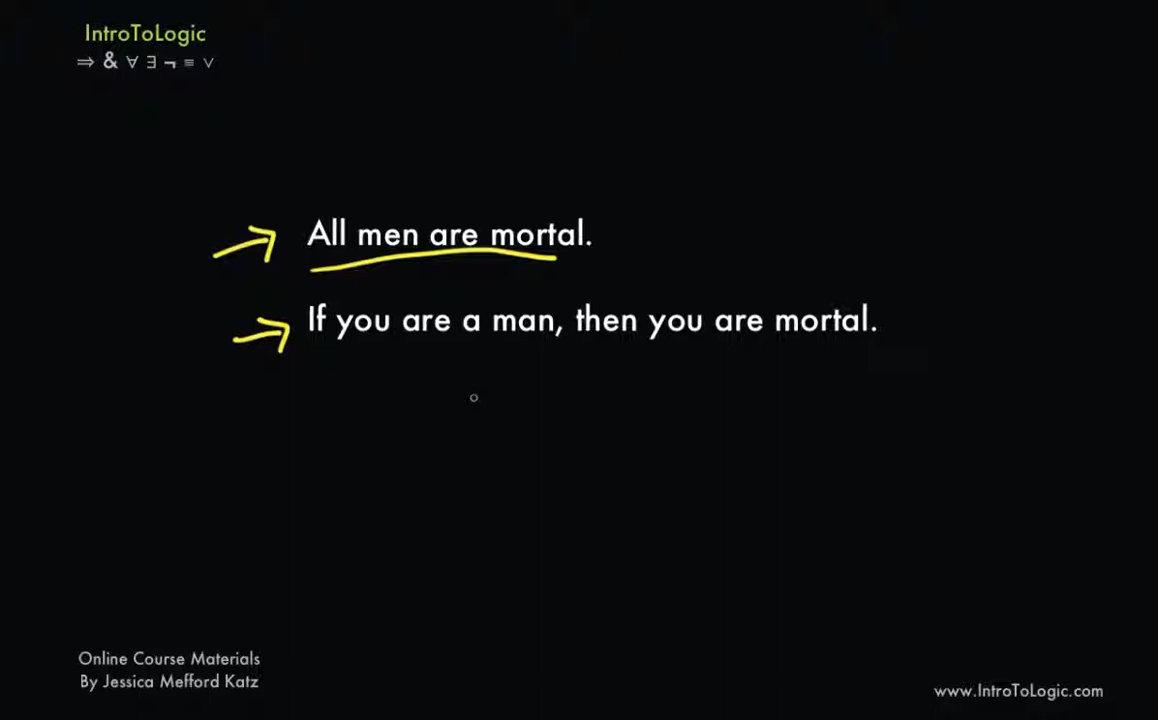 IntroToLogic
⇒ & ∀ ∃ ¬ ≡ ∨
All men are mortal.
If you are a man, then you are mortal.
Online Course Materials
By Jessica Mefford Katz
www.IntroToLogic.com